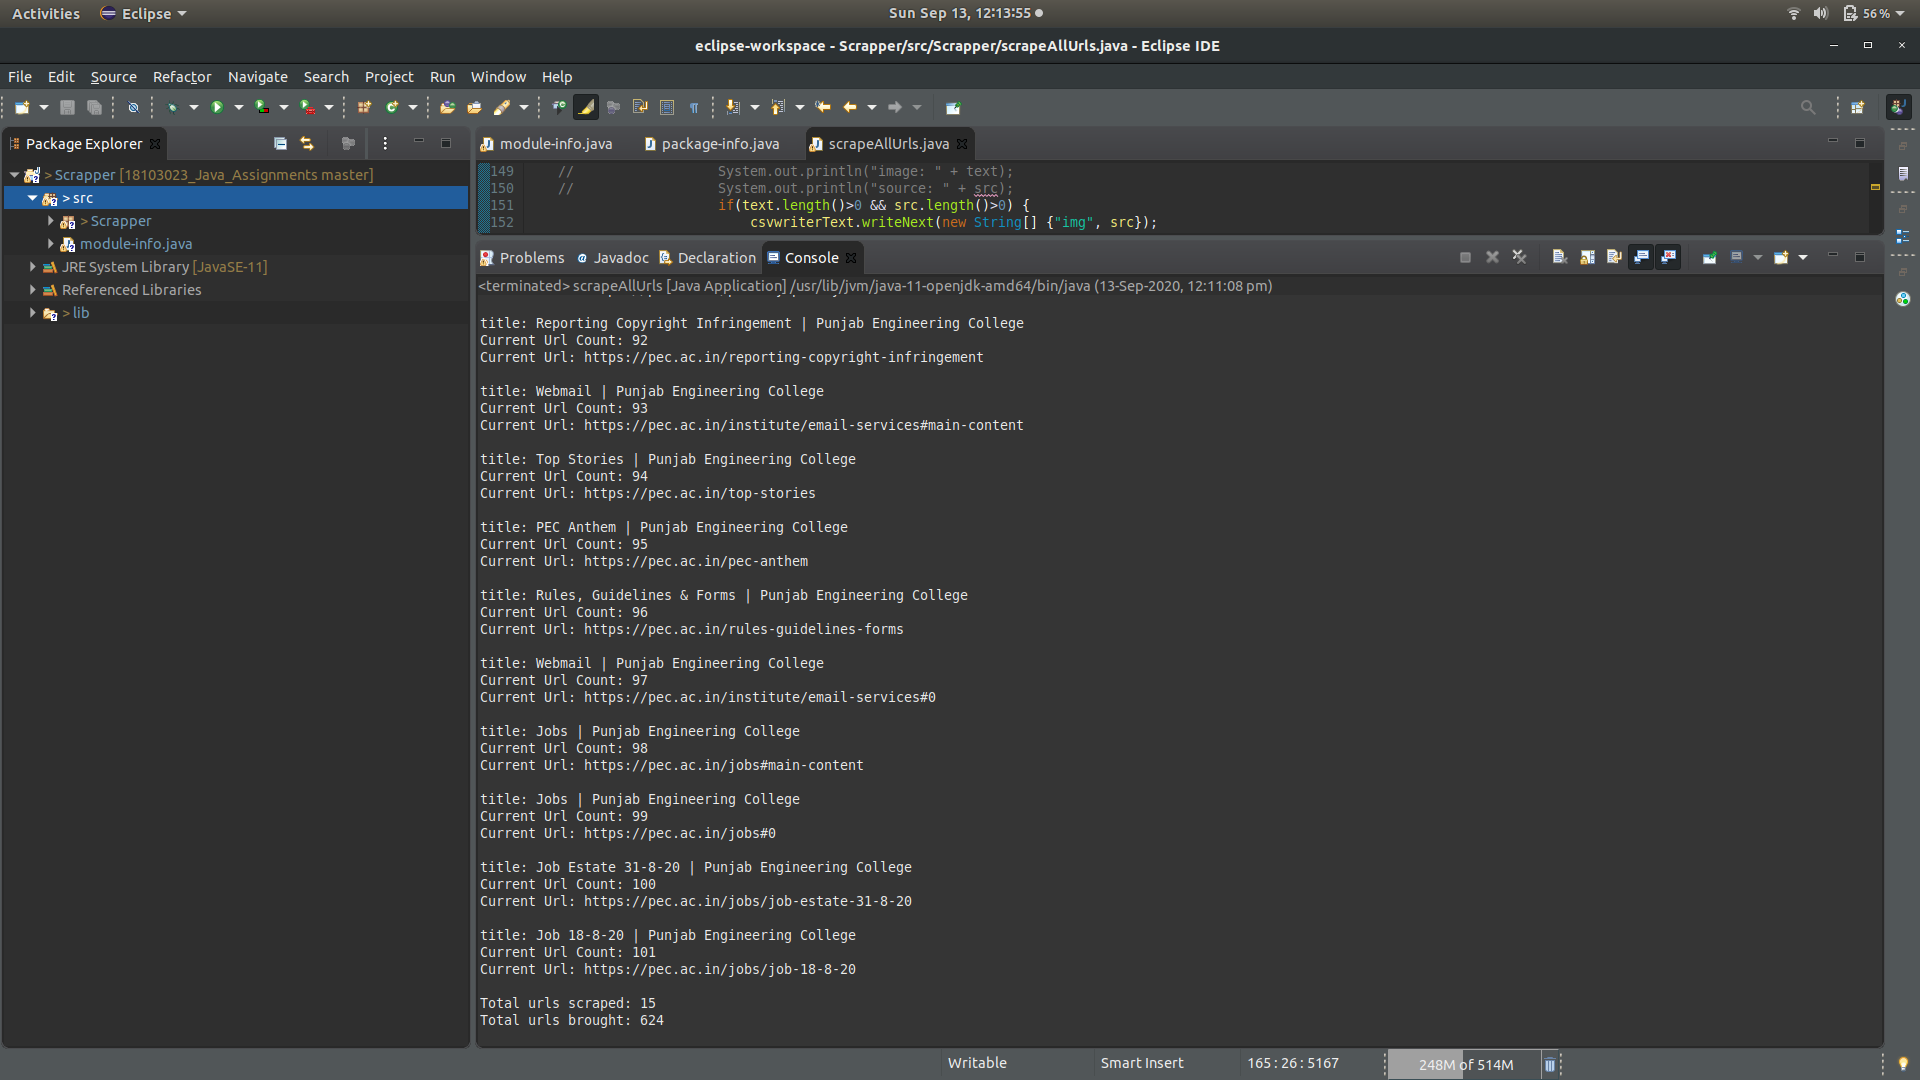 Activities Eclipse Sun Sep 13, 12:13:55 56%
eclipse-workspace - Scrapper/src/Scrapper/scrapeAllUrls.java - Eclipse IDE
File Edit Source Refactor Navigate Search Project Run Window Help
Package Explorer
> Scrapper [18103023_Java_Assignments master]
> src
> Scrapper
module-info.java
JRE System Library [JavaSE-11]
Referenced Libraries
> lib
module-info.java package-info.java scrapeAllUrls.java
149 // System.out.println("image: " + text);
150 // System.out.println("source: " + src);
151 if(text.length()>0 && src.length()>0) {
152 csvwriterText.writeNext(new String[] {"img", src});
Problems Javadoc Declaration Console
<terminated> scrapeAllUrls [Java Application] /usr/lib/jvm/java-11-openjdk-amd64/bin/java (13-Sep-2020, 12:11:08 pm)
title: Reporting Copyright Infringement | Punjab Engineering College
Current Url Count: 92
Current Url: https://pec.ac.in/reporting-copyright-infringement
title: Webmail | Punjab Engineering College
Current Url Count: 93
Current Url: https://pec.ac.in/institute/email-services#main-content
title: Top Stories | Punjab Engineering College
Current Url Count: 94
Current Url: https://pec.ac.in/top-stories
title: PEC Anthem | Punjab Engineering College
Current Url Count: 95
Current Url: https://pec.ac.in/pec-anthem
title: Rules, Guidelines & Forms | Punjab Engineering College
Current Url Count: 96
Current Url: https://pec.ac.in/rules-guidelines-forms
title: Webmail | Punjab Engineering College
Current Url Count: 97
Current Url: https://pec.ac.in/institute/email-services#0
title: Jobs | Punjab Engineering College
Current Url Count: 98
Current Url: https://pec.ac.in/jobs#main-content
title: Jobs | Punjab Engineering College
Current Url Count: 99
Current Url: https://pec.ac.in/jobs#0
title: Job Estate 31-8-20 | Punjab Engineering College
Current Url Count: 100
Current Url: https://pec.ac.in/jobs/job-estate-31-8-20
title: Job 18-8-20 | Punjab Engineering College
Current Url Count: 101
Current Url: https://pec.ac.in/jobs/job-18-8-20
Total urls scraped: 15
Total urls brought: 624
Writable Smart Insert 165 : 26 : 5167 248M of 514M